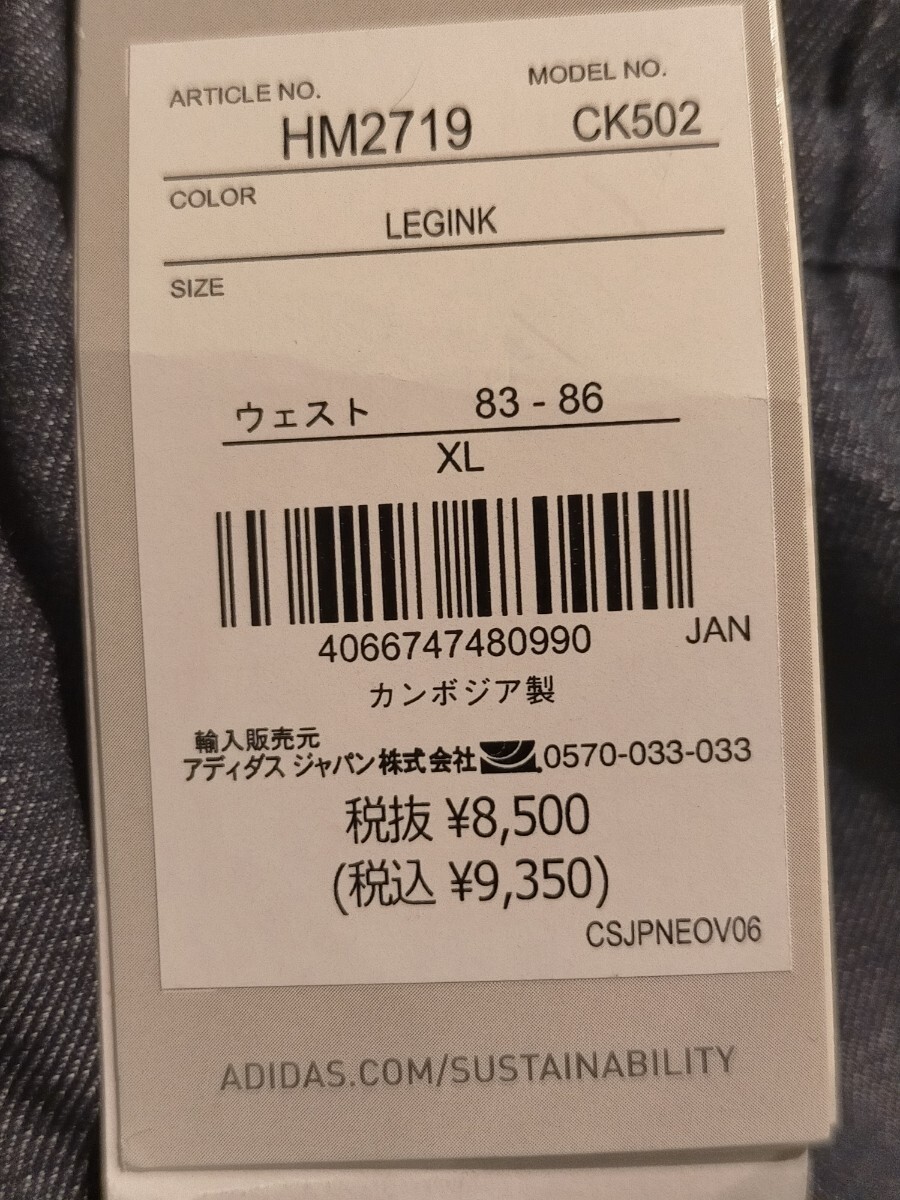 ARTICLE NO. MODEL NO.
HM2719 CK502
COLOR
LEGINK
SIZE
ウェスト 83 - 86
XL
4066747480990 JAN
カンボジア製
輸入販売元
アディダス ジャパン株式会社 0570-033-033
税抜 ¥8,500
(税込 ¥9,350)
CSJPNEOV06
ADIDAS.COM/SUSTAINABILITY